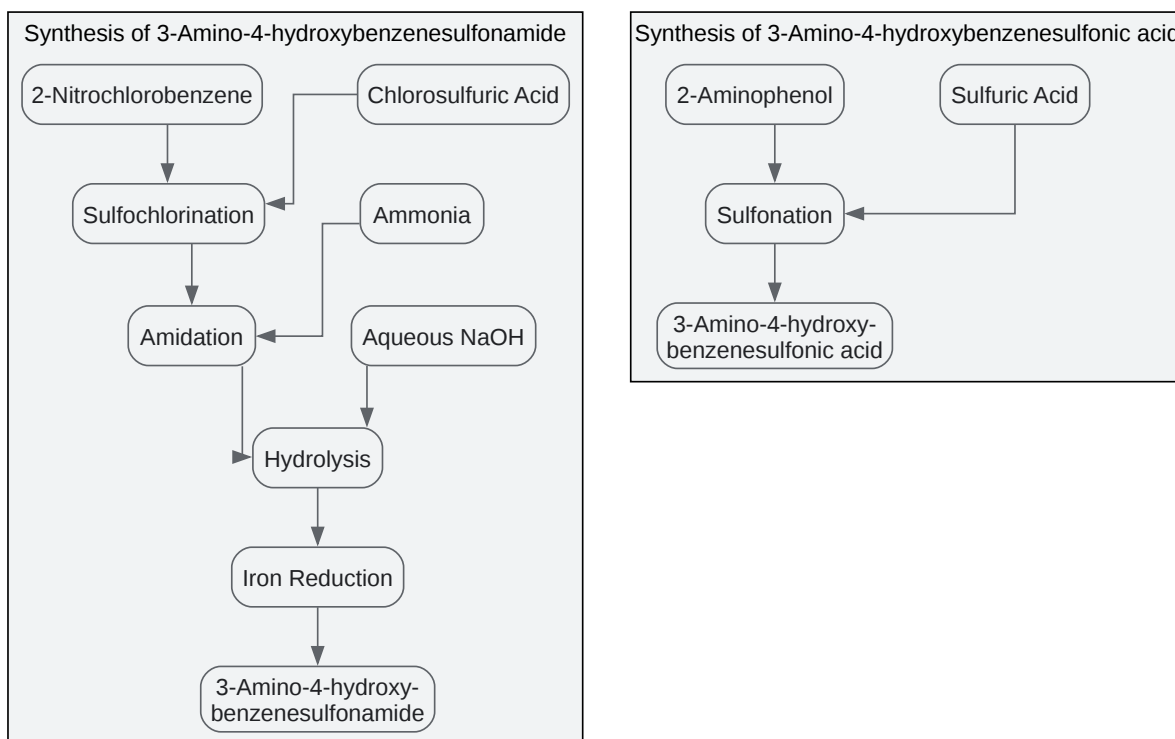 Synthesis of 3-Amino-4-hydroxybenzenesulfonamide
2-Nitrochlorobenzene
Chlorosulfuric Acid
Sulfochlorination
Ammonia
Amidation
Aqueous NaOH
Hydrolysis
Iron Reduction
3-Amino-4-hydroxy-
benzenesulfonamide
Synthesis of 3-Amino-4-hydroxybenzenesulfonic acid
2-Aminophenol
Sulfuric Acid
Sulfonation
3-Amino-4-hydroxy-
benzenesulfonic acid